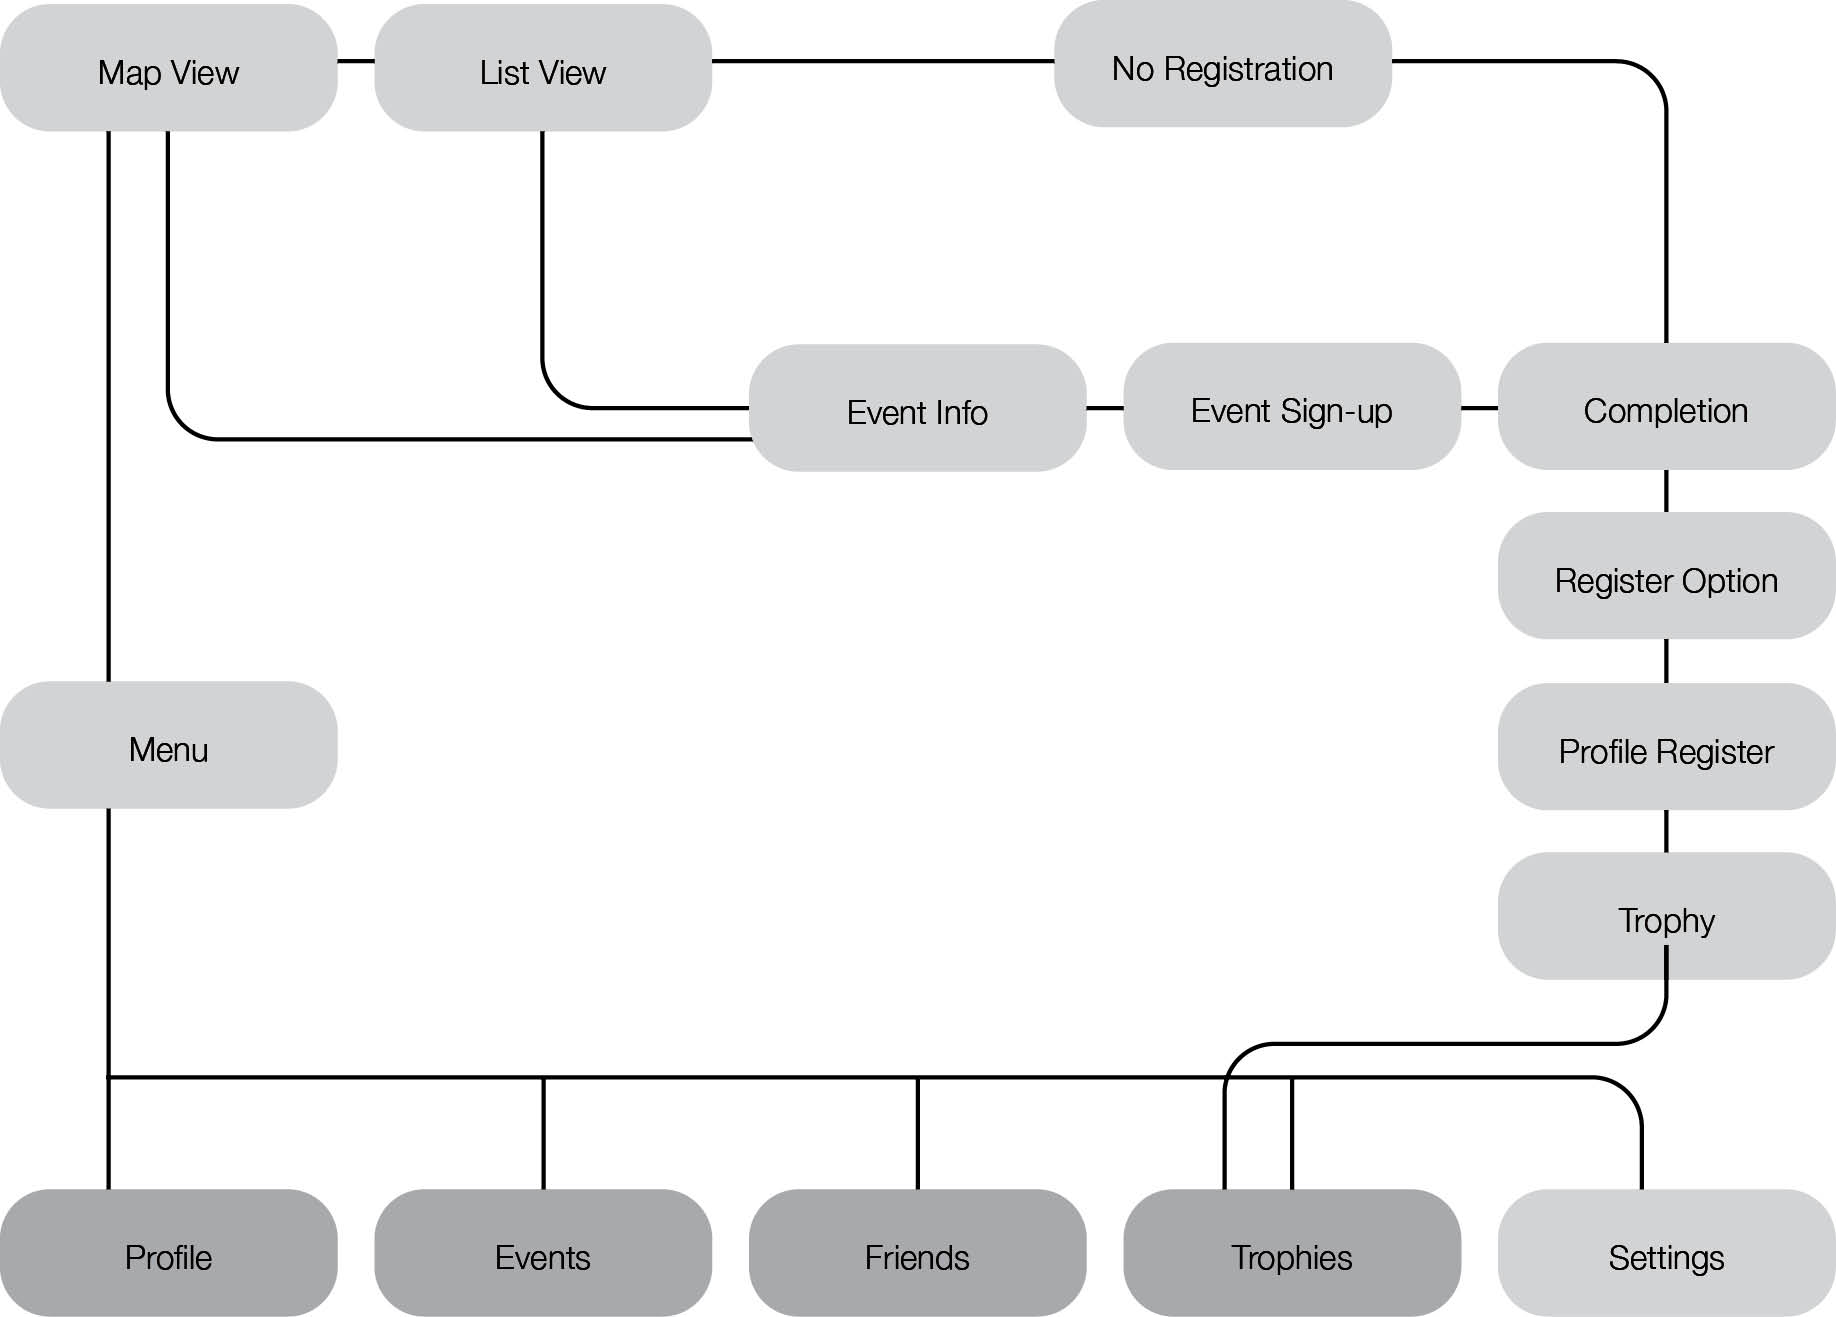 Map View
List View
No Registration
Event Info
Event Sign-up
Completion
Register Option
Menu
Profile Register
Trophy
Profile
Events
Friends
Trophies
Settings